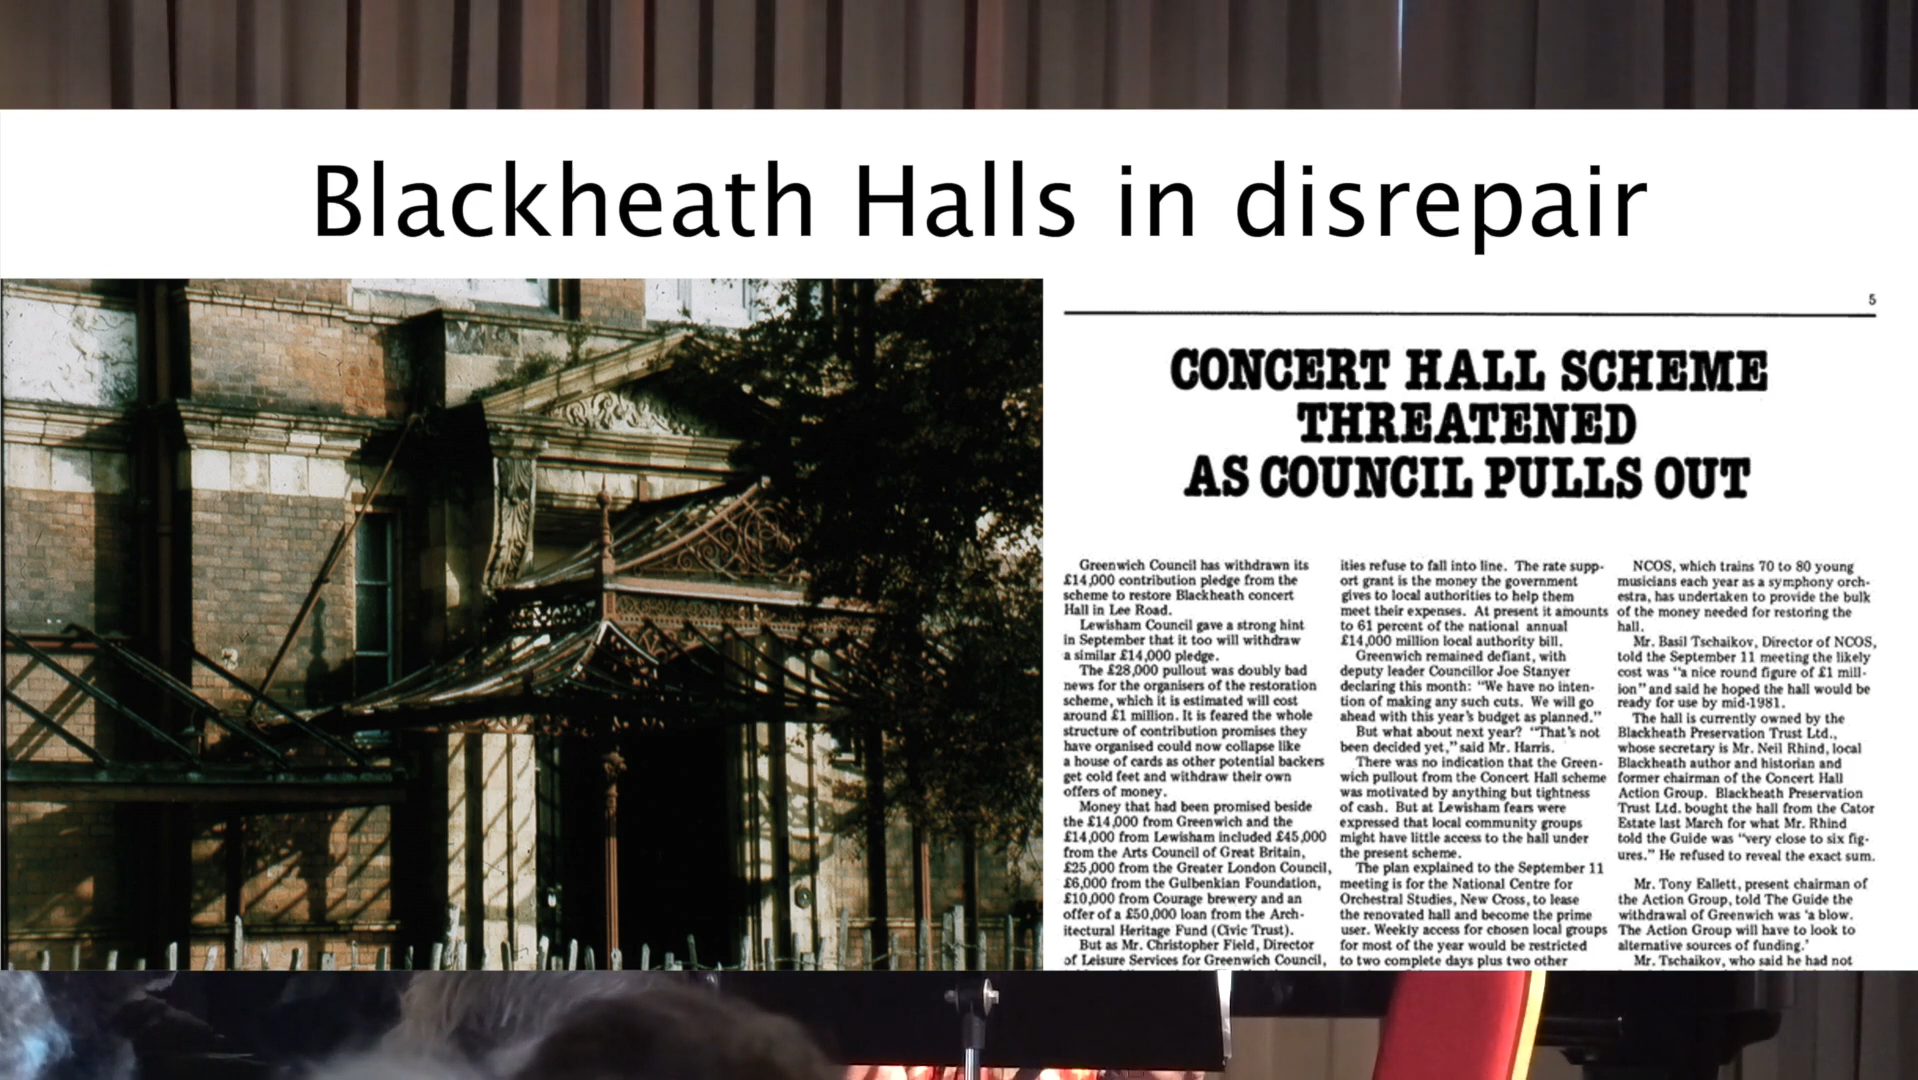 Blackheath Halls in disrepair
5
CONCERT HALL SCHEME
THREATENED
AS COUNCIL PULLS OUT
Greenwich Council has withdrawn its
£14,000 contribution pledge from the
scheme to restore Blackheath concert
Hall in Lee Road.
Lewisham Council gave a strong hint
in September that it too will withdraw
a similar £14,000 pledge.
The £28,000 pullout was doubly bad
news for the organisers of the restoration
scheme, which it is estimated will cost
around £1 million. It is feared the whole
structure of contribution promises they
have organised could now collapse like
a house of cards as other potential backers
get cold feet and withdraw their own
offers of money.
Money that had been promised beside
the £14,000 from Greenwich and the
£14,000 from Lewisham included £45,000
from the Arts Council of Great Britain,
£25,000 from the Greater London Council,
£6,000 from the Gulbenkian Foundation,
£10,000 from Courage brewery and an
offer of a £50,000 loan from the Arch-
itectural Heritage Fund (Civic Trust).
But as Mr. Christopher Field, Director
of Leisure Services for Greenwich Council,
ities refuse to fall into line. The rate supp-
ort grant is the money the government
gives to local authorities to help them
meet their expenses. At present it amounts
to 61 percent of the national annual
£14,000 million local authority bill.
Greenwich remained defiant, with
deputy leader Councillor Joe Stanyer
declaring this month: “We have no inten-
tion of making any such cuts. We will go
ahead with this year's budget as planned.”
But what about next year? “That's not
been decided yet,” said Mr. Harris.
There was no indication that the Green-
wich pullout from the Concert Hall scheme
was motivated by anything but tightness
of cash. But at Lewisham fears were
expressed that local community groups
might have little access to the hall under
the present scheme.
The plan explained to the September 11
meeting is for the National Centre for
Orchestral Studies, New Cross, to lease
the renovated hall and become the prime
user. Weekly access for chosen local groups
for most of the year would be restricted
to two complete days plus two other
NCOS, which trains 70 to 80 young
musicians each year as a symphony orch-
estra, has undertaken to provide the bulk
of the money needed for restoring the
hall.
Mr. Basil Tschaikov, Director of NCOS,
told the September 11 meeting the likely
cost was “a nice round figure of £1 mill-
ion” and said he hoped the hall would be
ready for use by mid-1981.
The hall is currently owned by the
Blackheath Preservation Trust Ltd.,
whose secretary is Mr. Neil Rhind, local
Blackheath author and historian and
former chairman of the Concert Hall
Action Group. Blackheath Preservation
Trust Ltd. bought the hall from the Cator
Estate last March for what Mr. Rhind
told the Guide was “very close to six fig-
ures.” He refused to reveal the exact sum.
Mr. Tony Eallett, present chairman of
the Action Group, told The Guide the
withdrawal of Greenwich was ‘a blow.
The Action Group will have to look to
alternative sources of funding.’
Mr. Tschaikov, who said he had not